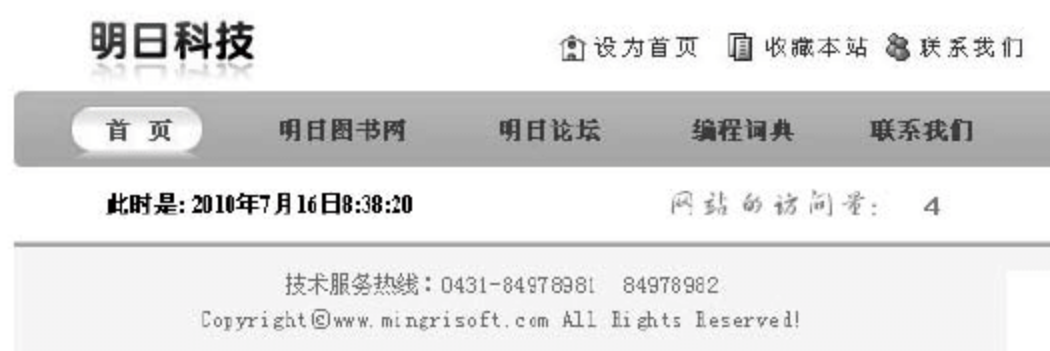 明日科技
设为首页 收藏本站 联系我们
首 页 明日图书网 明日论坛 编程词典 联系我们
此时是: 2010年7月16日8:38:20 网站的访问量: 4
技术服务热线：0431-84978981 84978982
Copyright©www.mingrisoft.com All Rights Reserved!